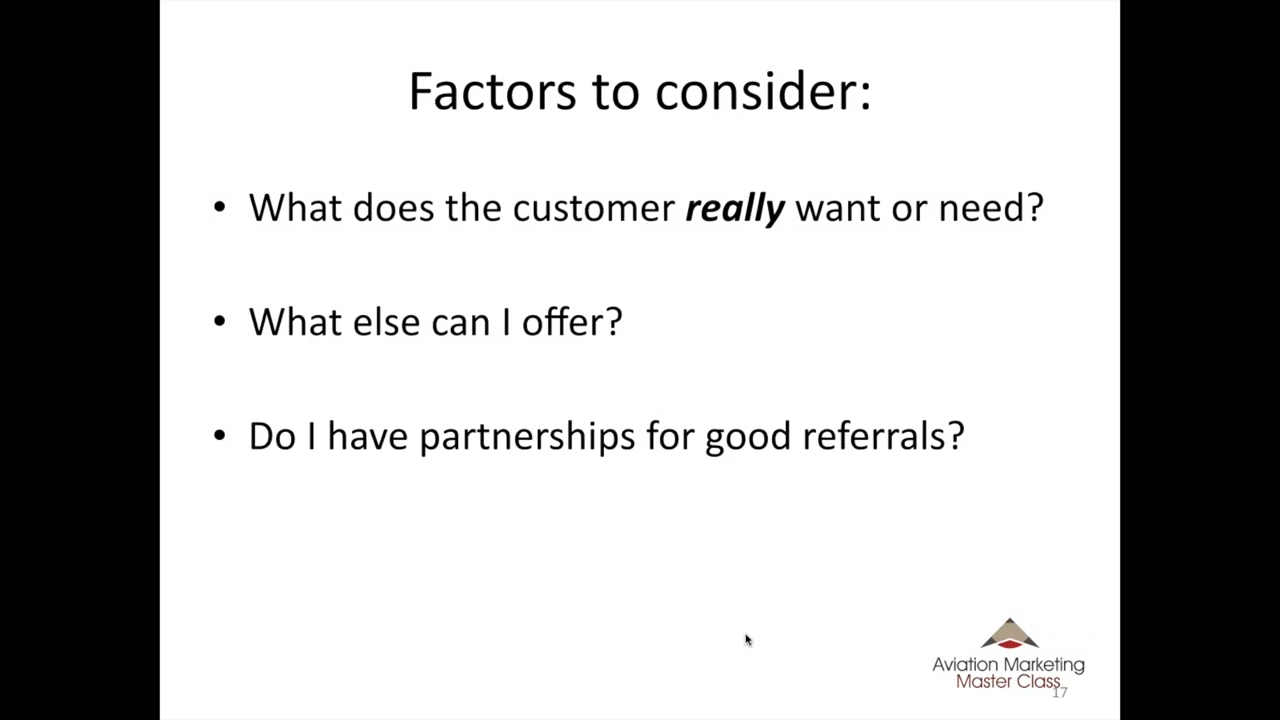 Factors to consider:
• What does the customer really want or need?
• What else can I offer?
• Do I have partnerships for good referrals?
Aviation Marketing
Master Class
17